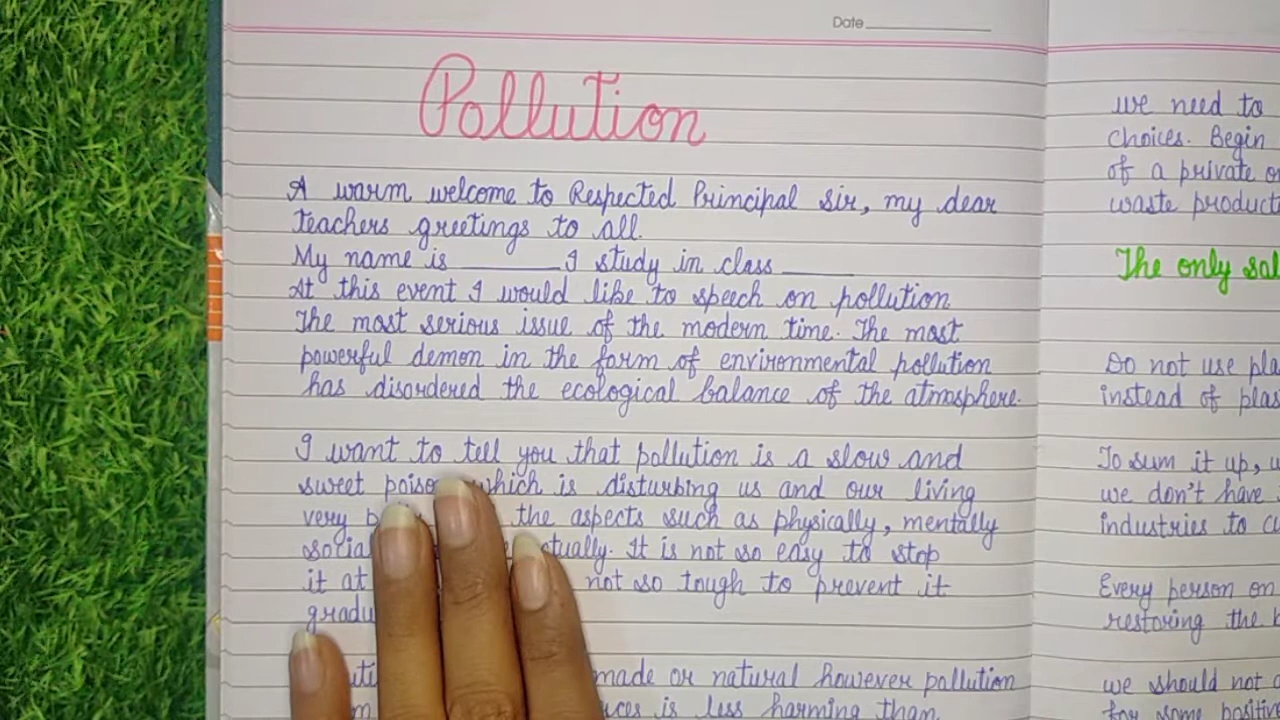 Date
Pollution
A warm welcome to Respected Principal Sir, my dear
teachers greetings to all.
My name is ________ I study in class ______
At this event I would like to speech on pollution
The most serious issue of the modern time. The most
powerful demon in the form of environmental pollution
has disordered the ecological balance of the atmosphere.
I want to tell you that pollution is a slow and
sweet poison which is disturbing us and our living
very the aspects such as physically, mentally
It is not so easy to stop
it at not so tough to prevent it
made or natural however pollution
is less harming than
we need to
choices. Begin
of a private
waste
The only
Do not use
instead of
To sum it up,
we don't have
industries to
Every person on
restoring the
we should not
for some